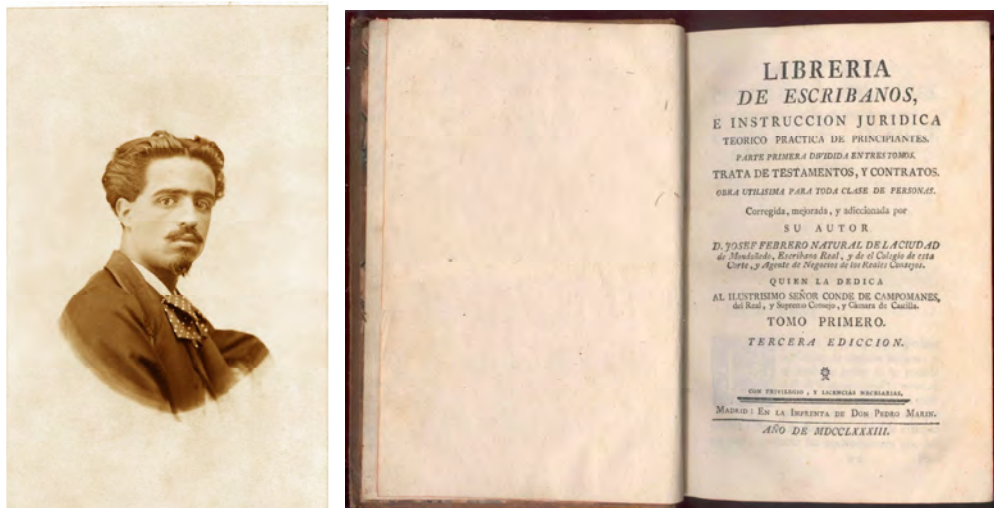 LIBRERIA
DE ESCRIBANOS,
E INSTRUCCION JURIDICA
TEORICO PRACTICA DE PRINCIPIANTES.
PARTE PRIMERA DIVIDIDA EN TRES TOMOS.
TRATA DE TESTAMENTOS, Y CONTRATOS.
OBRA UTILISIMA PARA TODA CLASE DE PERSONAS.
Corregida, mejorada, y adiccionada por
SU AUTOR
D. JOSEF FEBRERO NATURAL DE LA CIUDAD
de Mondoñedo, Escribano Real, y de el Colegio de esta
Corte, y Agente de Negocios de los Reales Consejos.
QUIEN LA DEDICA
AL ILUSTRISIMO SEÑOR CONDE DE CAMPOMANES,
del Real, y Supremo Consejo, y Cámara de Castilla.
TOMO PRIMERO.
TERCERA EDICCION.
CON PRIVILEGIO, Y LICENCIAS NECESARIAS.
MADRID: EN LA IMPRENTA DE DON PEDRO MARIN.
AÑO DE MDCCLXXXIII.